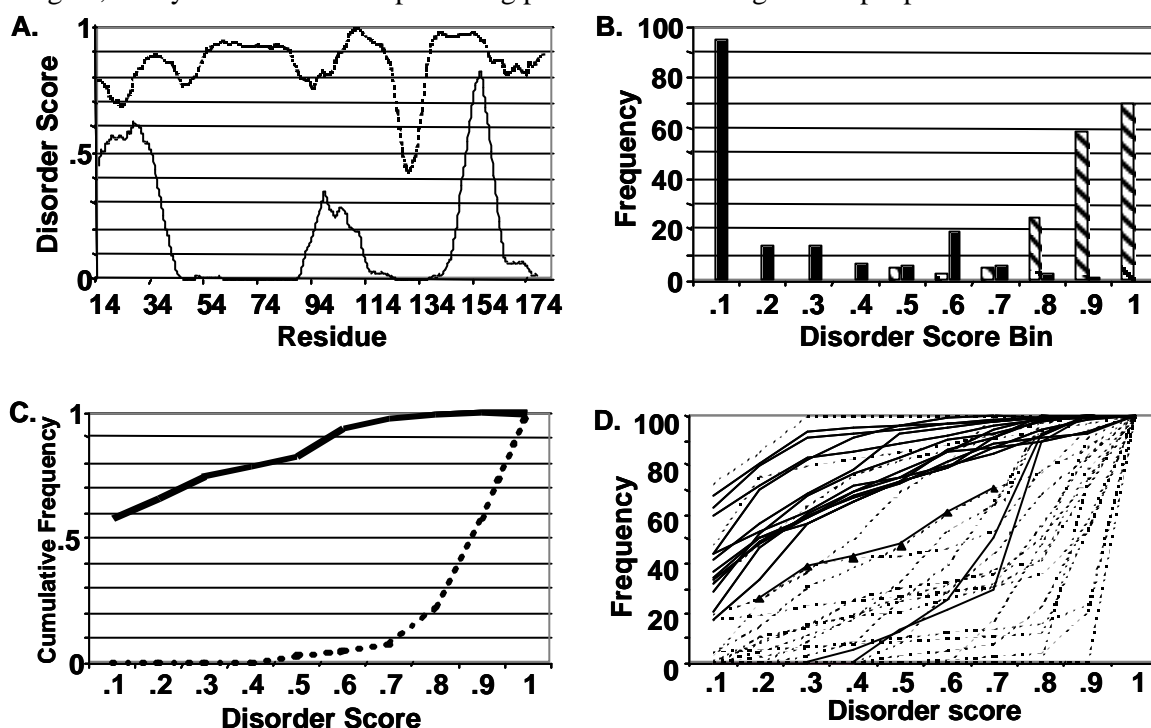 A.
1
.5
0
Disorder Score
14 34 54 74 94 114 134 154 174
Residue
B.
100
80
60
40
20
0
Frequency
.1 .2 .3 .4 .5 .6 .7 .8 .9 1
Disorder Score Bin
C.
1
.5
0
Cumulative Frequency
.1 .2 .3 .4 .5 .6 .7 .8 .9 1
Disorder Score
D.
100
80
60
40
20
0
Frequency
.1 .2 .3 .4 .5 .6 .7 .8 .9 1
Disorder score